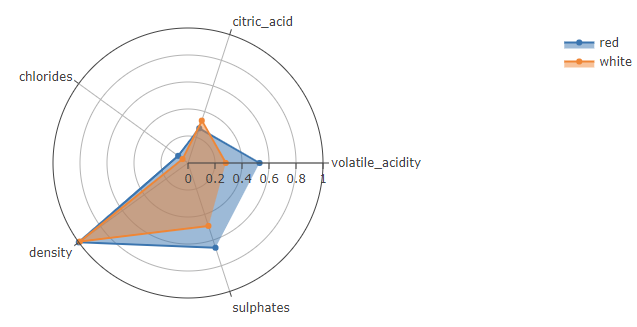 citric_acid
red
white
chlorides
volatile_acidity
0 0.2 0.4 0.6 0.8 1
density
sulphates